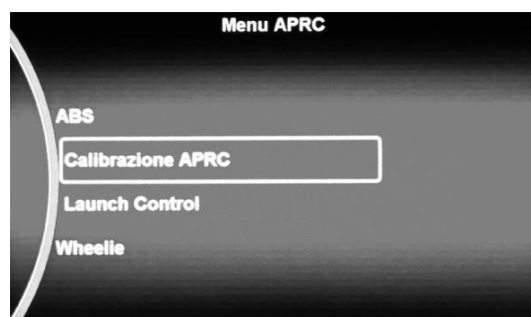 Menu APRC
ABS
Calibrazione APRC
Launch Control
Wheelie